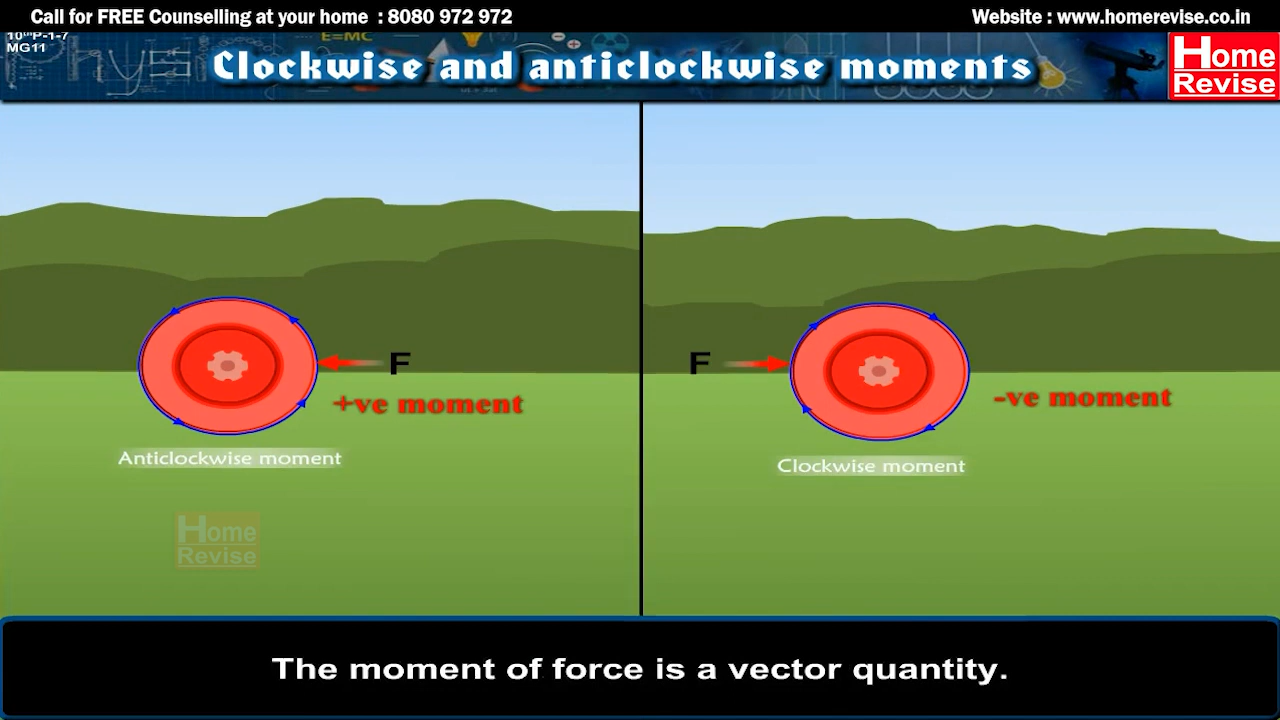 Call for FREE Counselling at your home : 8080 972 972
Website : www.homerevise.co.in
10thP-1-7
MG11
E=MC
Clockwise and anticlockwise moments
Home
Revise
F
+ve moment
Anticlockwise moment
F
-ve moment
Clockwise moment
Home
Revise
The moment of force is a vector quantity.